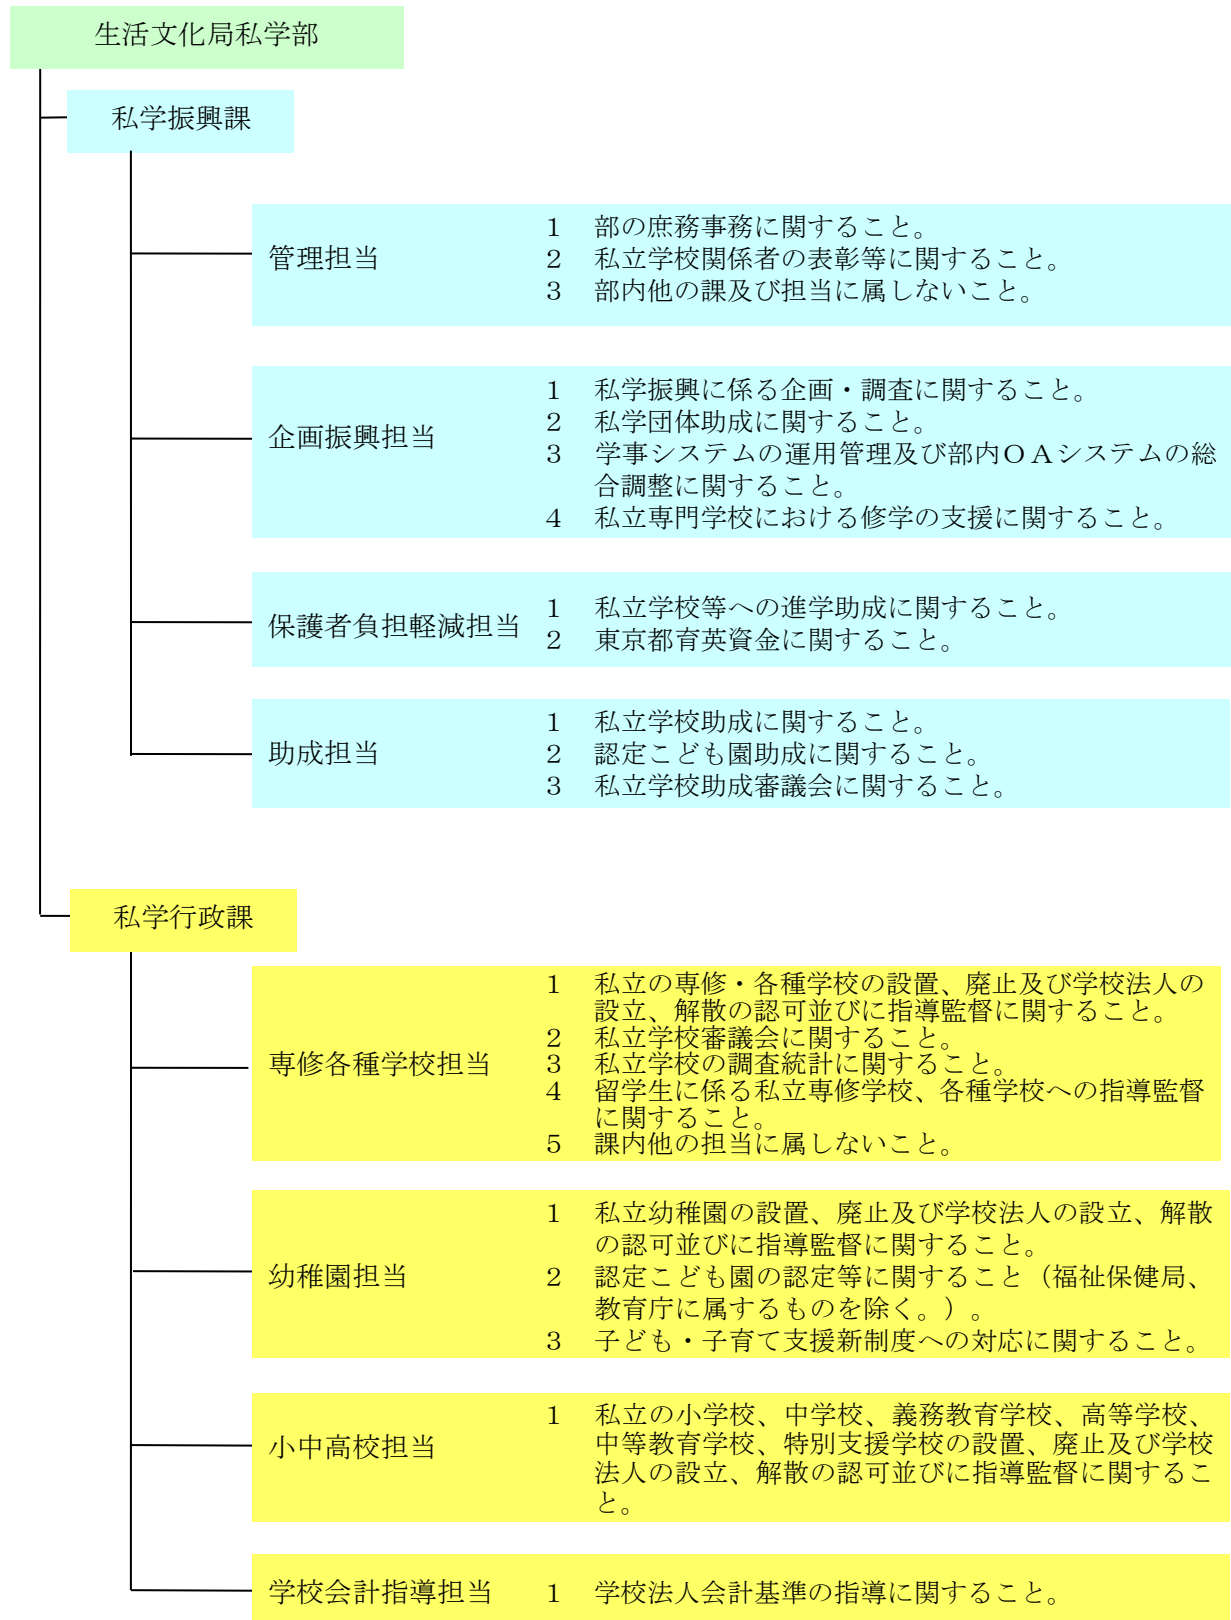 生活文化局私学部
私学振興課
管理担当
1 部の庶務事務に関すること。
2 私立学校関係者の表彰等に関すること。
3 部内他の課及び担当に属しないこと。
企画振興担当
1 私学振興に係る企画・調査に関すること。
2 私学団体助成に関すること。
3 学事システムの運用管理及び部内ＯＡシステムの総
合調整に関すること。
4 私立専門学校における修学の支援に関すること。
保護者負担軽減担当
1 私立学校等への進学助成に関すること。
2 東京都育英資金に関すること。
助成担当
1 私立学校助成に関すること。
2 認定こども園助成に関すること。
3 私立学校助成審議会に関すること。
私学行政課
専修各種学校担当
1 私立の専修・各種学校の設置、廃止及び学校法人の
設立、解散の認可並びに指導監督に関すること。
2 私立学校審議会に関すること。
3 私立学校の調査統計に関すること。
4 留学生に係る私立専修学校、各種学校への指導監督
に関すること。
5 課内他の担当に属しないこと。
幼稚園担当
1 私立幼稚園の設置、廃止及び学校法人の設立、解散
の認可並びに指導監督に関すること。
2 認定こども園の認定等に関すること（福祉保健局、
教育庁に属するものを除く。）。
3 子ども・子育て支援新制度への対応に関すること。
小中高校担当
1 私立の小学校、中学校、義務教育学校、高等学校、
中等教育学校、特別支援学校の設置、廃止及び学校
法人の設立、解散の認可並びに指導監督に関するこ
と。
学校会計指導担当
1 学校法人会計基準の指導に関すること。